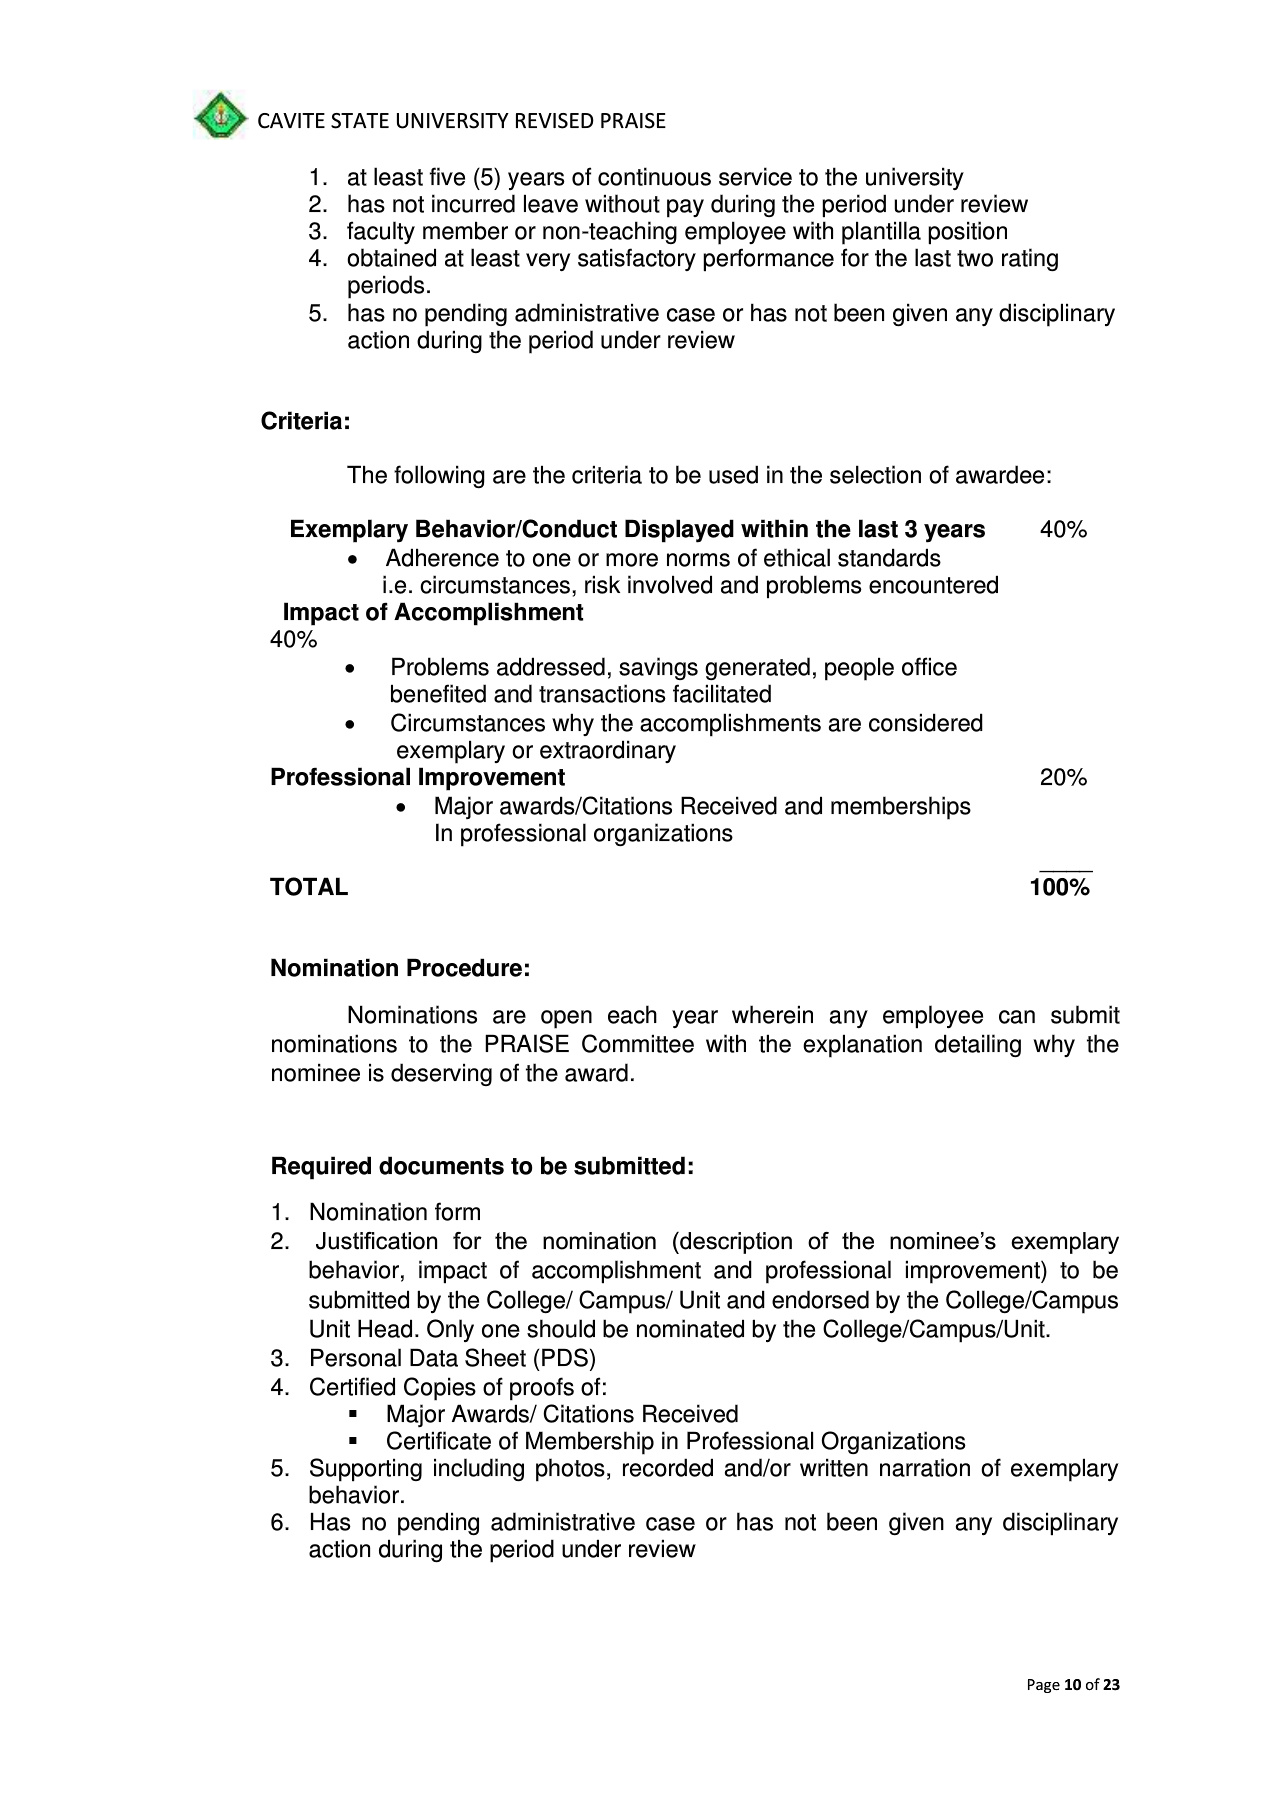 CAVITE STATE UNIVERSITY REVISED PRAISE
1. at least five (5) years of continuous service to the university
2. has not incurred leave without pay during the period under review
3. faculty member or non-teaching employee with plantilla position
4. obtained at least very satisfactory performance for the last two rating
periods.
5. has no pending administrative case or has not been given any disciplinary
action during the period under review
Criteria:
The following are the criteria to be used in the selection of awardee:
Exemplary Behavior/Conduct Displayed within the last 3 years 40%
• Adherence to one or more norms of ethical standards
i.e. circumstances, risk involved and problems encountered
Impact of Accomplishment
40%
• Problems addressed, savings generated, people office
benefited and transactions facilitated
• Circumstances why the accomplishments are considered
exemplary or extraordinary
Professional Improvement 20%
• Major awards/Citations Received and memberships
In professional organizations
TOTAL 100%
Nomination Procedure:
Nominations are open each year wherein any employee can submit
nominations to the PRAISE Committee with the explanation detailing why the
nominee is deserving of the award.
Required documents to be submitted:
1. Nomination form
2. Justification for the nomination (description of the nominee’s exemplary
behavior, impact of accomplishment and professional improvement) to be
submitted by the College/ Campus/ Unit and endorsed by the College/Campus
Unit Head. Only one should be nominated by the College/Campus/Unit.
3. Personal Data Sheet (PDS)
4. Certified Copies of proofs of:
▪ Major Awards/ Citations Received
▪ Certificate of Membership in Professional Organizations
5. Supporting including photos, recorded and/or written narration of exemplary
behavior.
6. Has no pending administrative case or has not been given any disciplinary
action during the period under review
Page 10 of 23